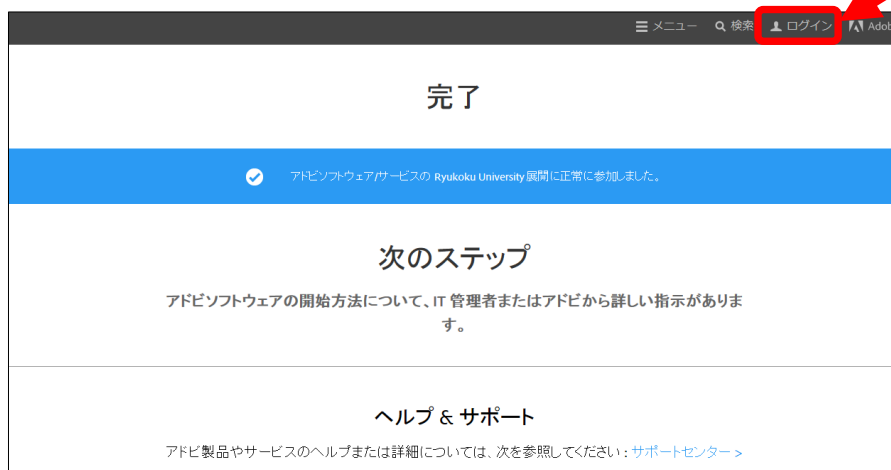 メニュー 検索 ログイン Adob
完了
アドビソフトウェア/サービスの Ryukoku University 展開に正常に参加しました。
次のステップ
アドビソフトウェアの開始方法について、IT 管理者またはアドビから詳しい指示がありま
す。
ヘルプ & サポート
アドビ製品やサービスのヘルプまたは詳細については、次を参照してください : サポートセンター >